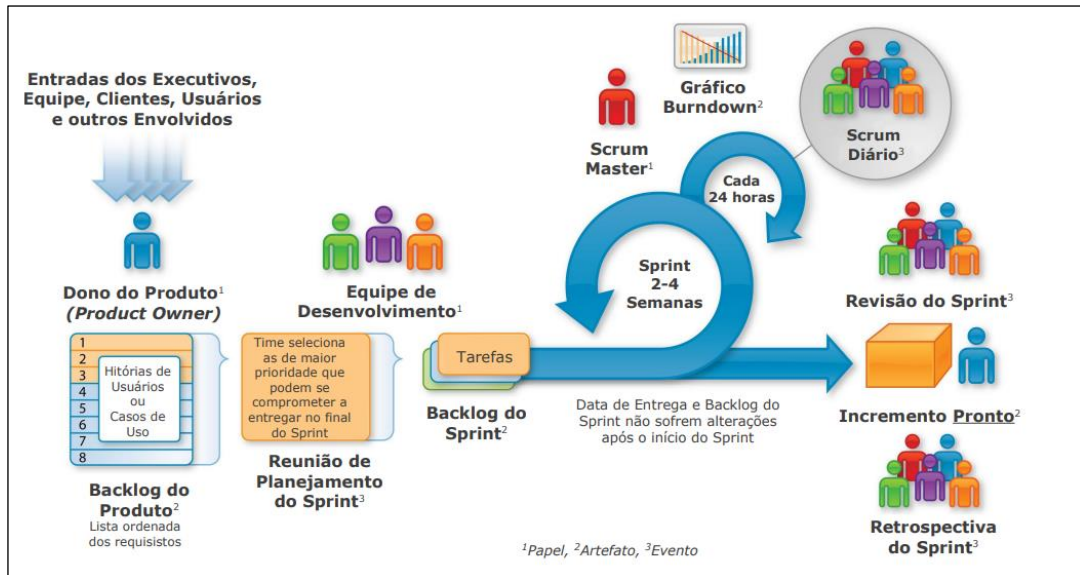 Entradas dos Executivos,
Equipe, Clientes, Usuários
e outros Envolvidos
Dono do Produto¹
(Product Owner)
1
2
3
4
5
6
7
8
Hitórias de
Usuários
ou
Casos de
Uso
Backlog do
Produto²
Lista ordenada
dos requisistos
Equipe de
Desenvolvimento¹
Time seleciona
as de maior
prioridade que
podem se
comprometer a
entregar no final
do Sprint
Reunião de
Planejamento
do Sprint³
Tarefas
Backlog do
Sprint²
Scrum
Master¹
Gráfico
Burndown²
Cada
24 horas
Scrum
Diário³
Sprint
2-4
Semanas
Data de Entrega e Backlog do
Sprint não sofrem alterações
após o início do Sprint
Revisão do Sprint³
Incremento Pronto²
Retrospectiva
do Sprint³
¹Papel, ²Artefato, ³Evento